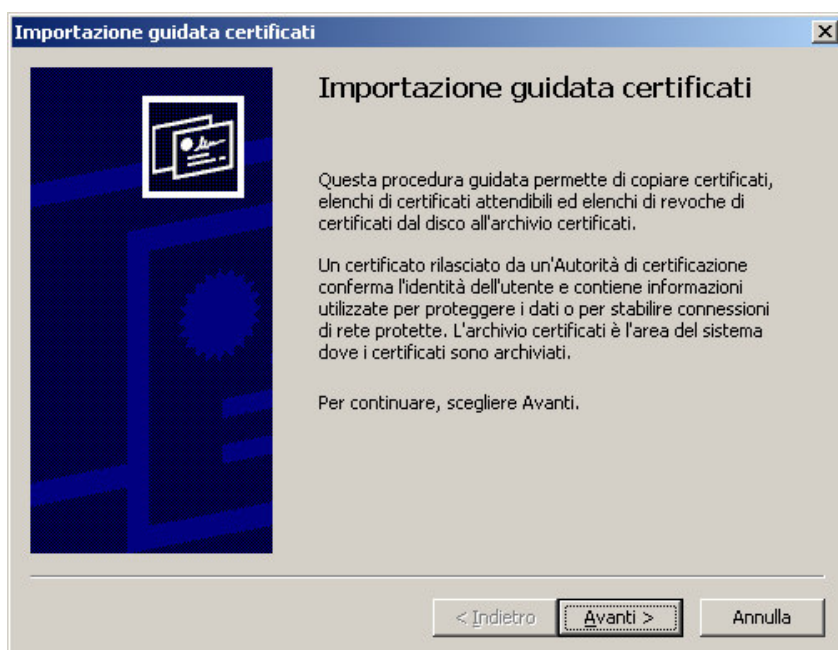 Importazione guidata certificati
Importazione guidata certificati
Questa procedura guidata permette di copiare certificati,
elenchi di certificati attendibili ed elenchi di revoche di
certificati dal disco all'archivio certificati.
Un certificato rilasciato da un'Autorità di certificazione
conferma l'identità dell'utente e contiene informazioni
utilizzate per proteggere i dati o per stabilire connessioni
di rete protette. L'archivio certificati è l'area del sistema
dove i certificati sono archiviati.
Per continuare, scegliere Avanti.
< Indietro Avanti > Annulla